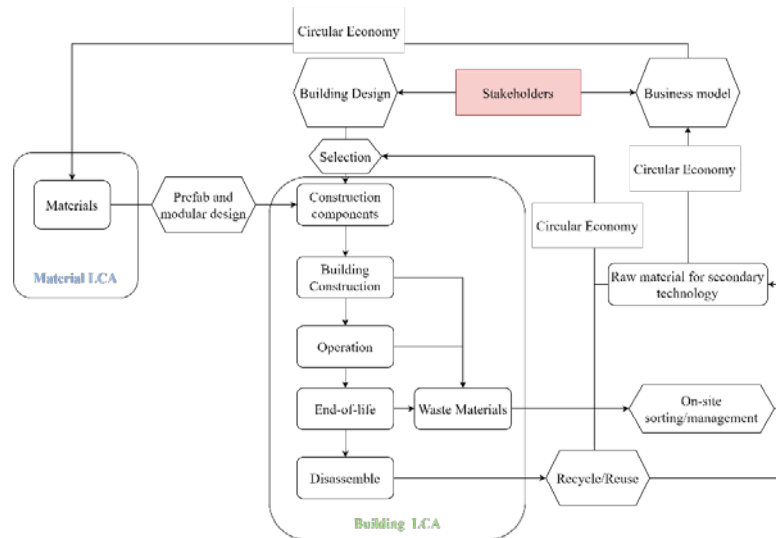 Circular Economy
Building Design
Stakeholders
Business model
Selection
Circular Economy
Materials
Prefab and
modular design
Construction
components
Circular Economy
Material LCA
Building
Construction
Raw material for secondary
technology
Operation
End-of-life
Waste Materials
On-site
sorting/management
Disassemble
Recycle/Reuse
Building LCA